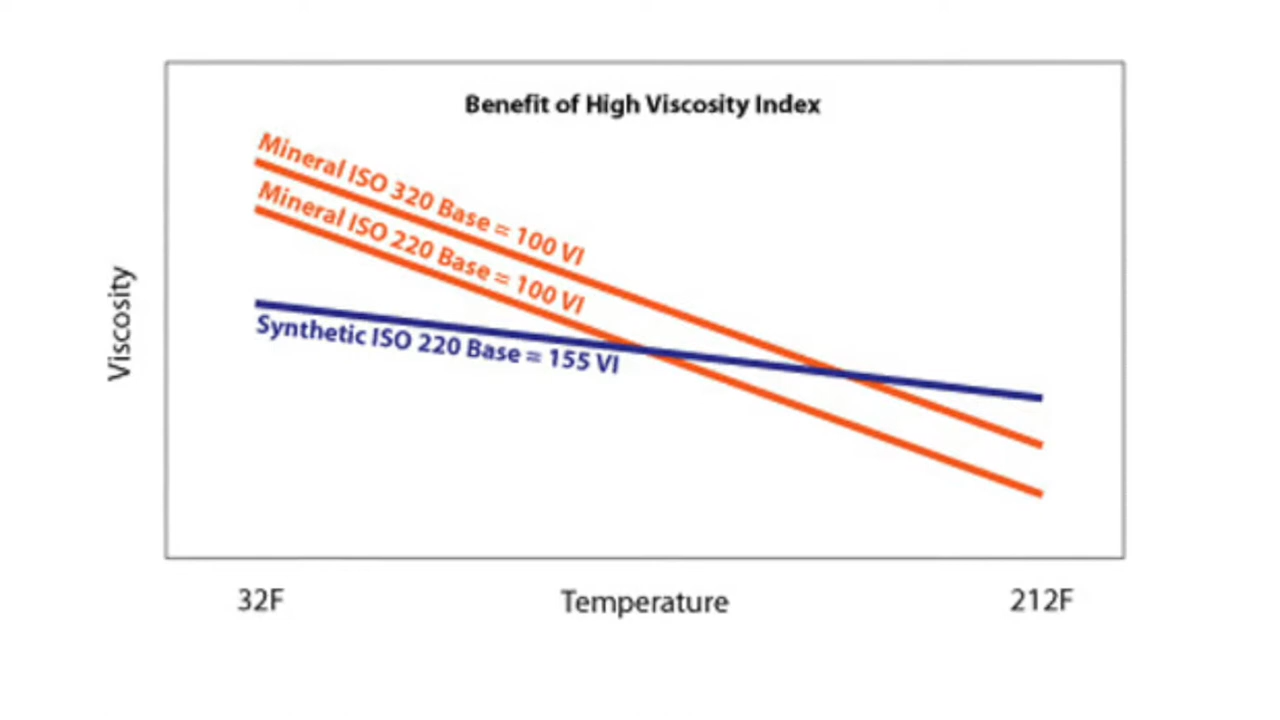 Benefit of High Viscosity Index
Mineral ISO 320 Base = 100 VI
Mineral ISO 220 Base = 100 VI
Synthetic ISO 220 Base = 155 VI
Viscosity
32F
Temperature
212F